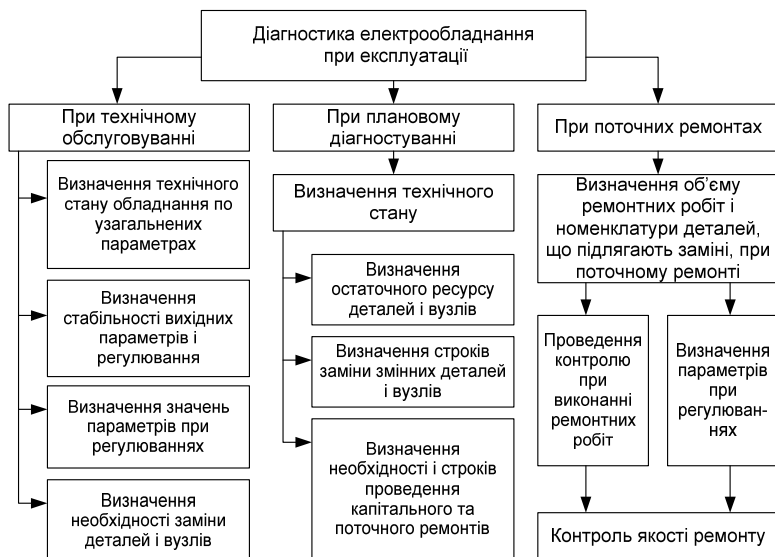 Діагностика електрообладнання
при експлуатації
При технічному
обслуговуванні
При плановому
діагностуванні
При поточних ремонтах
Визначення технічного
стану обладнання по
узагальнених
параметрах
Визначення
стабільності вихідних
параметрів і
регулювання
Визначення значень
параметрів при
регулюваннях
Визначення
необхідності заміни
деталей і вузлів
Визначення технічного
стану
Визначення
остаточного ресурсу
деталей і вузлів
Визначення строків
заміни змінних деталей
і вузлів
Визначення
необхідності і строків
проведення
капітального та
поточного ремонтів
Визначення об’єму
ремонтних робіт і
номенклатури деталей,
що підлягають заміні, при
поточному ремонті
Проведення
контролю
при
виконанні
ремонтних
робіт
Визначення
параметрів
при
регулюван-
нях
Контроль якості ремонту